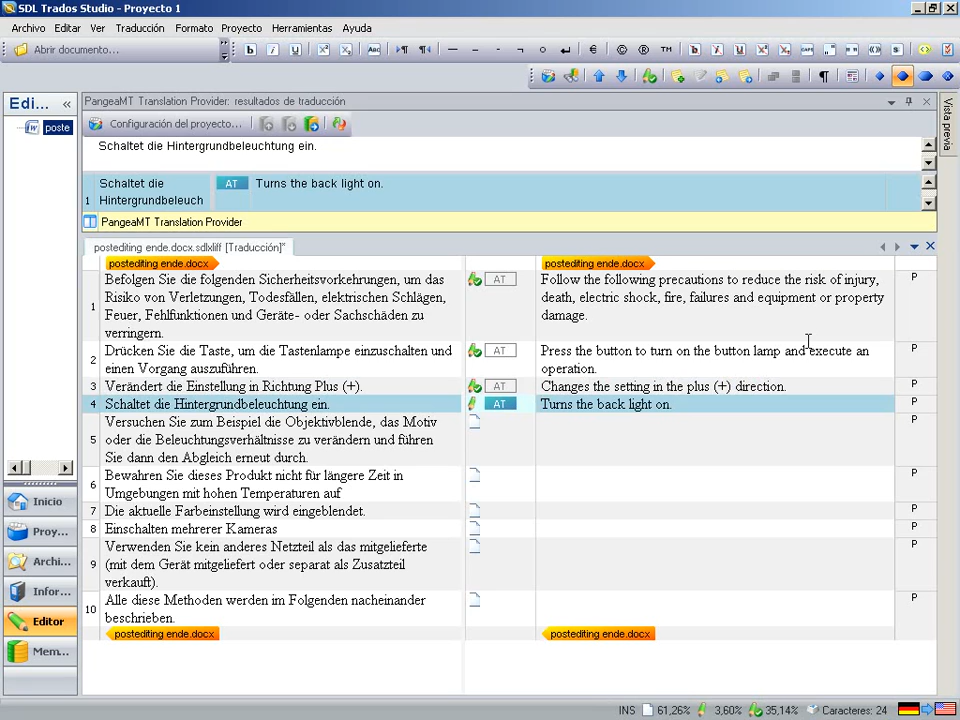 SDL Trados Studio - Proyecto 1
Archivo Editar Ver Traducción Formato Proyecto Herramientas Ayuda
Abrir documento...
Edi... «
PangeaMT Translation Provider: resultados de traducción
poste
Configuración del proyecto...
Vista previa
Schaltet die Hintergrundbeleuchtung ein.
1 Schaltet die Hintergrundbeleuch AT Turns the back light on.
PangeaMT Translation Provider
postediting ende.docx.sdlxliff [Traducción]*
postediting ende.docx postediting ende.docx
1 Befolgen Sie die folgenden Sicherheitsvorkehrungen, um das AT Follow the following precautions to reduce the risk of injury, P
Risiko von Verletzungen, Todesfällen, elektrischen Schlägen, death, electric shock, fire, failures and equipment or property
Feuer, Fehlfunktionen und Geräte- oder Sachschäden zu damage.
verringern.
2 Drücken Sie die Taste, um die Tastenlampe einzuschalten und AT Press the button to turn on the button lamp and execute an P
einen Vorgang auszuführen. operation.
3 Verändert die Einstellung in Richtung Plus (+). AT Changes the setting in the plus (+) direction. P
4 Schaltet die Hintergrundbeleuchtung ein. AT Turns the back light on. P
5 Versuchen Sie zum Beispiel die Objektivblende, das Motiv P
oder die Beleuchtungsverhältnisse zu verändern und führen
Sie dann den Abgleich erneut durch.
6 Bewahren Sie dieses Produkt nicht für längere Zeit in P
Umgebungen mit hohen Temperaturen auf
7 Die aktuelle Farbeinstellung wird eingeblendet. P
8 Einschalten mehrerer Kameras P
9 Verwenden Sie kein anderes Netzteil als das mitgelieferte P
(mit dem Gerät mitgeliefert oder separat als Zusatzteil
verkauft).
10 Alle diese Methoden werden im Folgenden nacheinander P
beschrieben.
postediting ende.docx postediting ende.docx
Inicio
Proy...
Archi...
Infor...
Editor
Mem...
INS 61,26% 3,60% 35,14% Caracteres: 24